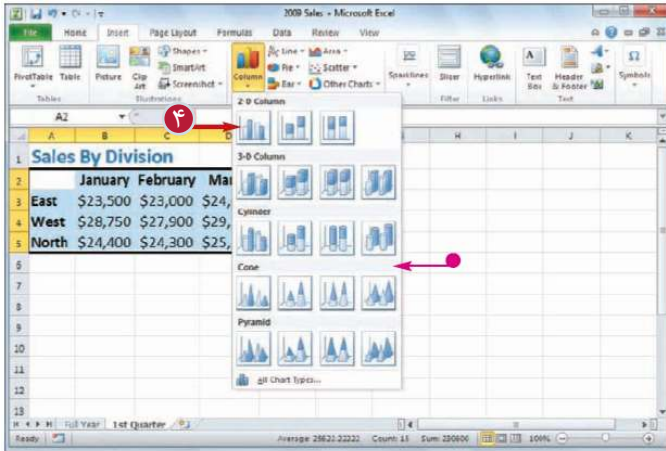 2009 Sales - Microsoft Excel
File Home Insert Page Layout Formulas Data Review View
PivotTable Table Picture Clip Art Shapes SmartArt Screenshot Column Line Pie Bar Area Scatter Other Charts Sparklines Slicer Hyperlink Text Box Header & Footer Symbols
Tables Illustrations Filter Links Text
A2
۴
2-D Column
A B C D H I J K
1 Sales By Division
3-D Column
2 January February Mar
3 East $23,500 $23,000 $24,
Cylinder
4 West $28,750 $27,900 $29,
5 North $24,400 $24,300 $25,
6
Cone
7
8
9
Pyramid
10
11
All Chart Types...
12
13
Full Year 1st Quarter
Ready Average: 25622.22222 Count: 15 Sum: 230600 100%